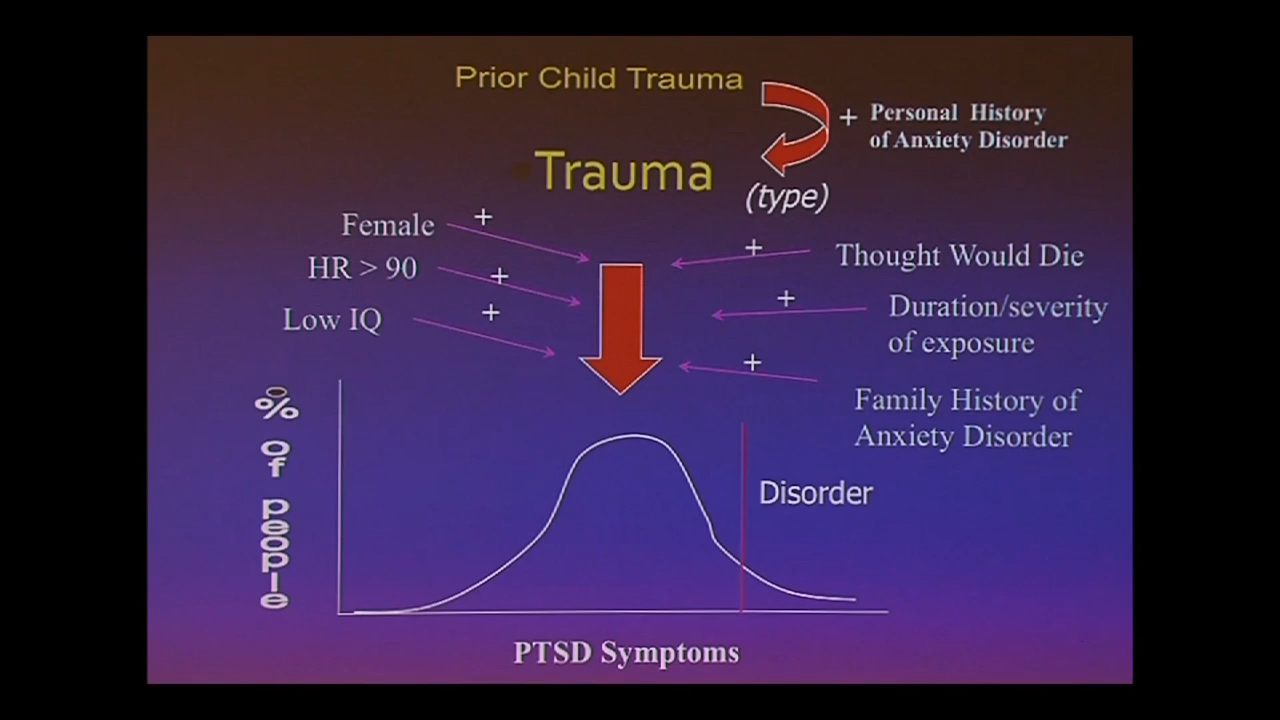 Prior Child Trauma
+ Personal History
of Anxiety Disorder
Trauma
(type)
Female
+
HR > 90
+
Low IQ
+
+
Thought Would Die
+
Duration/severity
of exposure
+
Family History of
Anxiety Disorder
% of people
Disorder
PTSD Symptoms